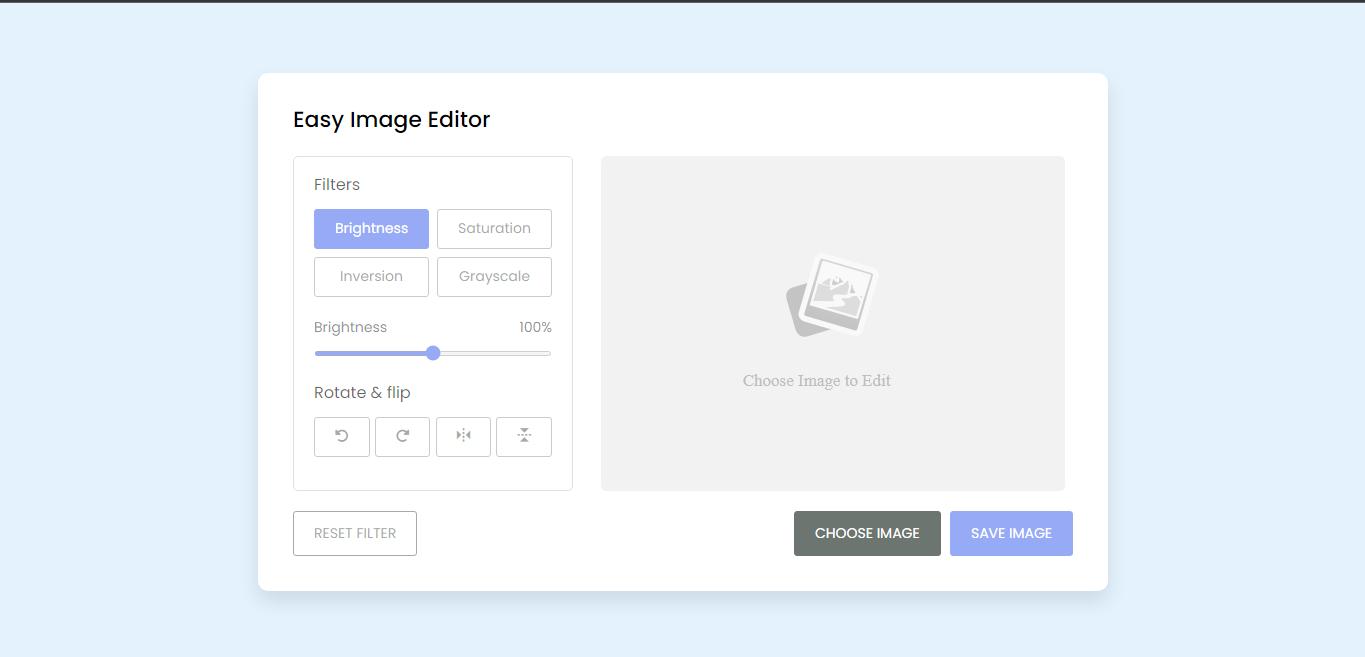 Easy Image Editor
Filters
Brightness
Saturation
Inversion
Grayscale
Brightness 100%
Rotate & flip
Choose Image to Edit
RESET FILTER
CHOOSE IMAGE
SAVE IMAGE